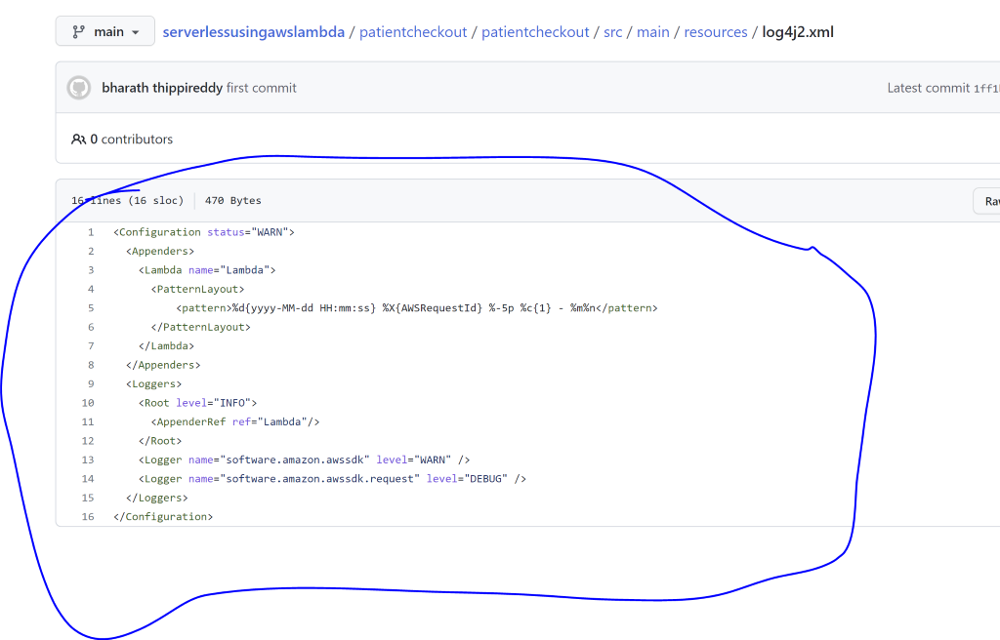 main
serverlessusingawslambda / patientcheckout / patientcheckout / src / main / resources / log4j2.xml
bharath thippireddy first commit Latest commit 1ff1
0 contributors
16 lines (16 sloc) 470 Bytes
1 <Configuration status="WARN">
2 <Appenders>
3 <Lambda name="Lambda">
4 <PatternLayout>
5 <pattern>%d{yyyy-MM-dd HH:mm:ss} %X{AWSRequestId} %-5p %c{1} - %m%n</pattern>
6 </PatternLayout>
7 </Lambda>
8 </Appenders>
9 <Loggers>
10 <Root level="INFO">
11 <AppenderRef ref="Lambda"/>
12 </Root>
13 <Logger name="software.amazon.awssdk" level="WARN" />
14 <Logger name="software.amazon.awssdk.request" level="DEBUG" />
15 </Loggers>
16 </Configuration>